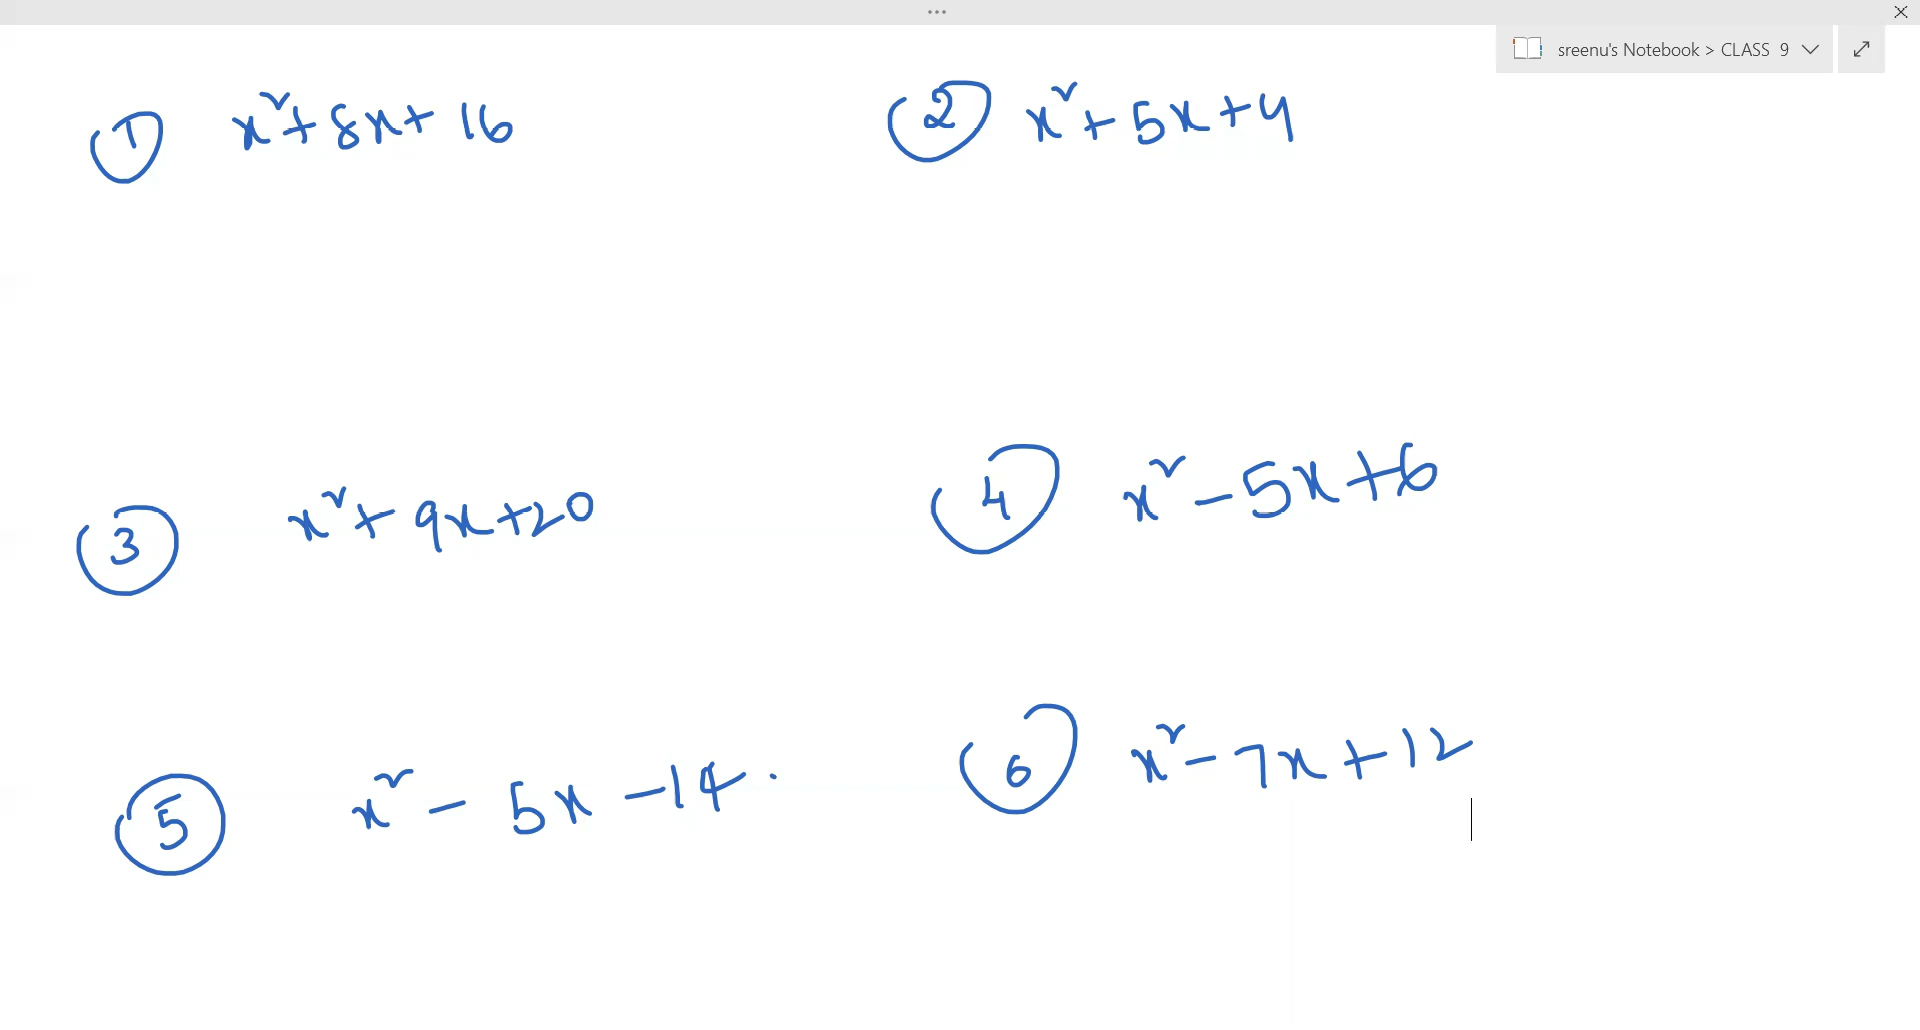 sreenu's Notebook > CLASS 9
① x²+8x+16
② x²+5x+4
③ x²+9x+20
④ x²-5x+6
⑤ x²-5x-14.
⑥ x²-7x+12